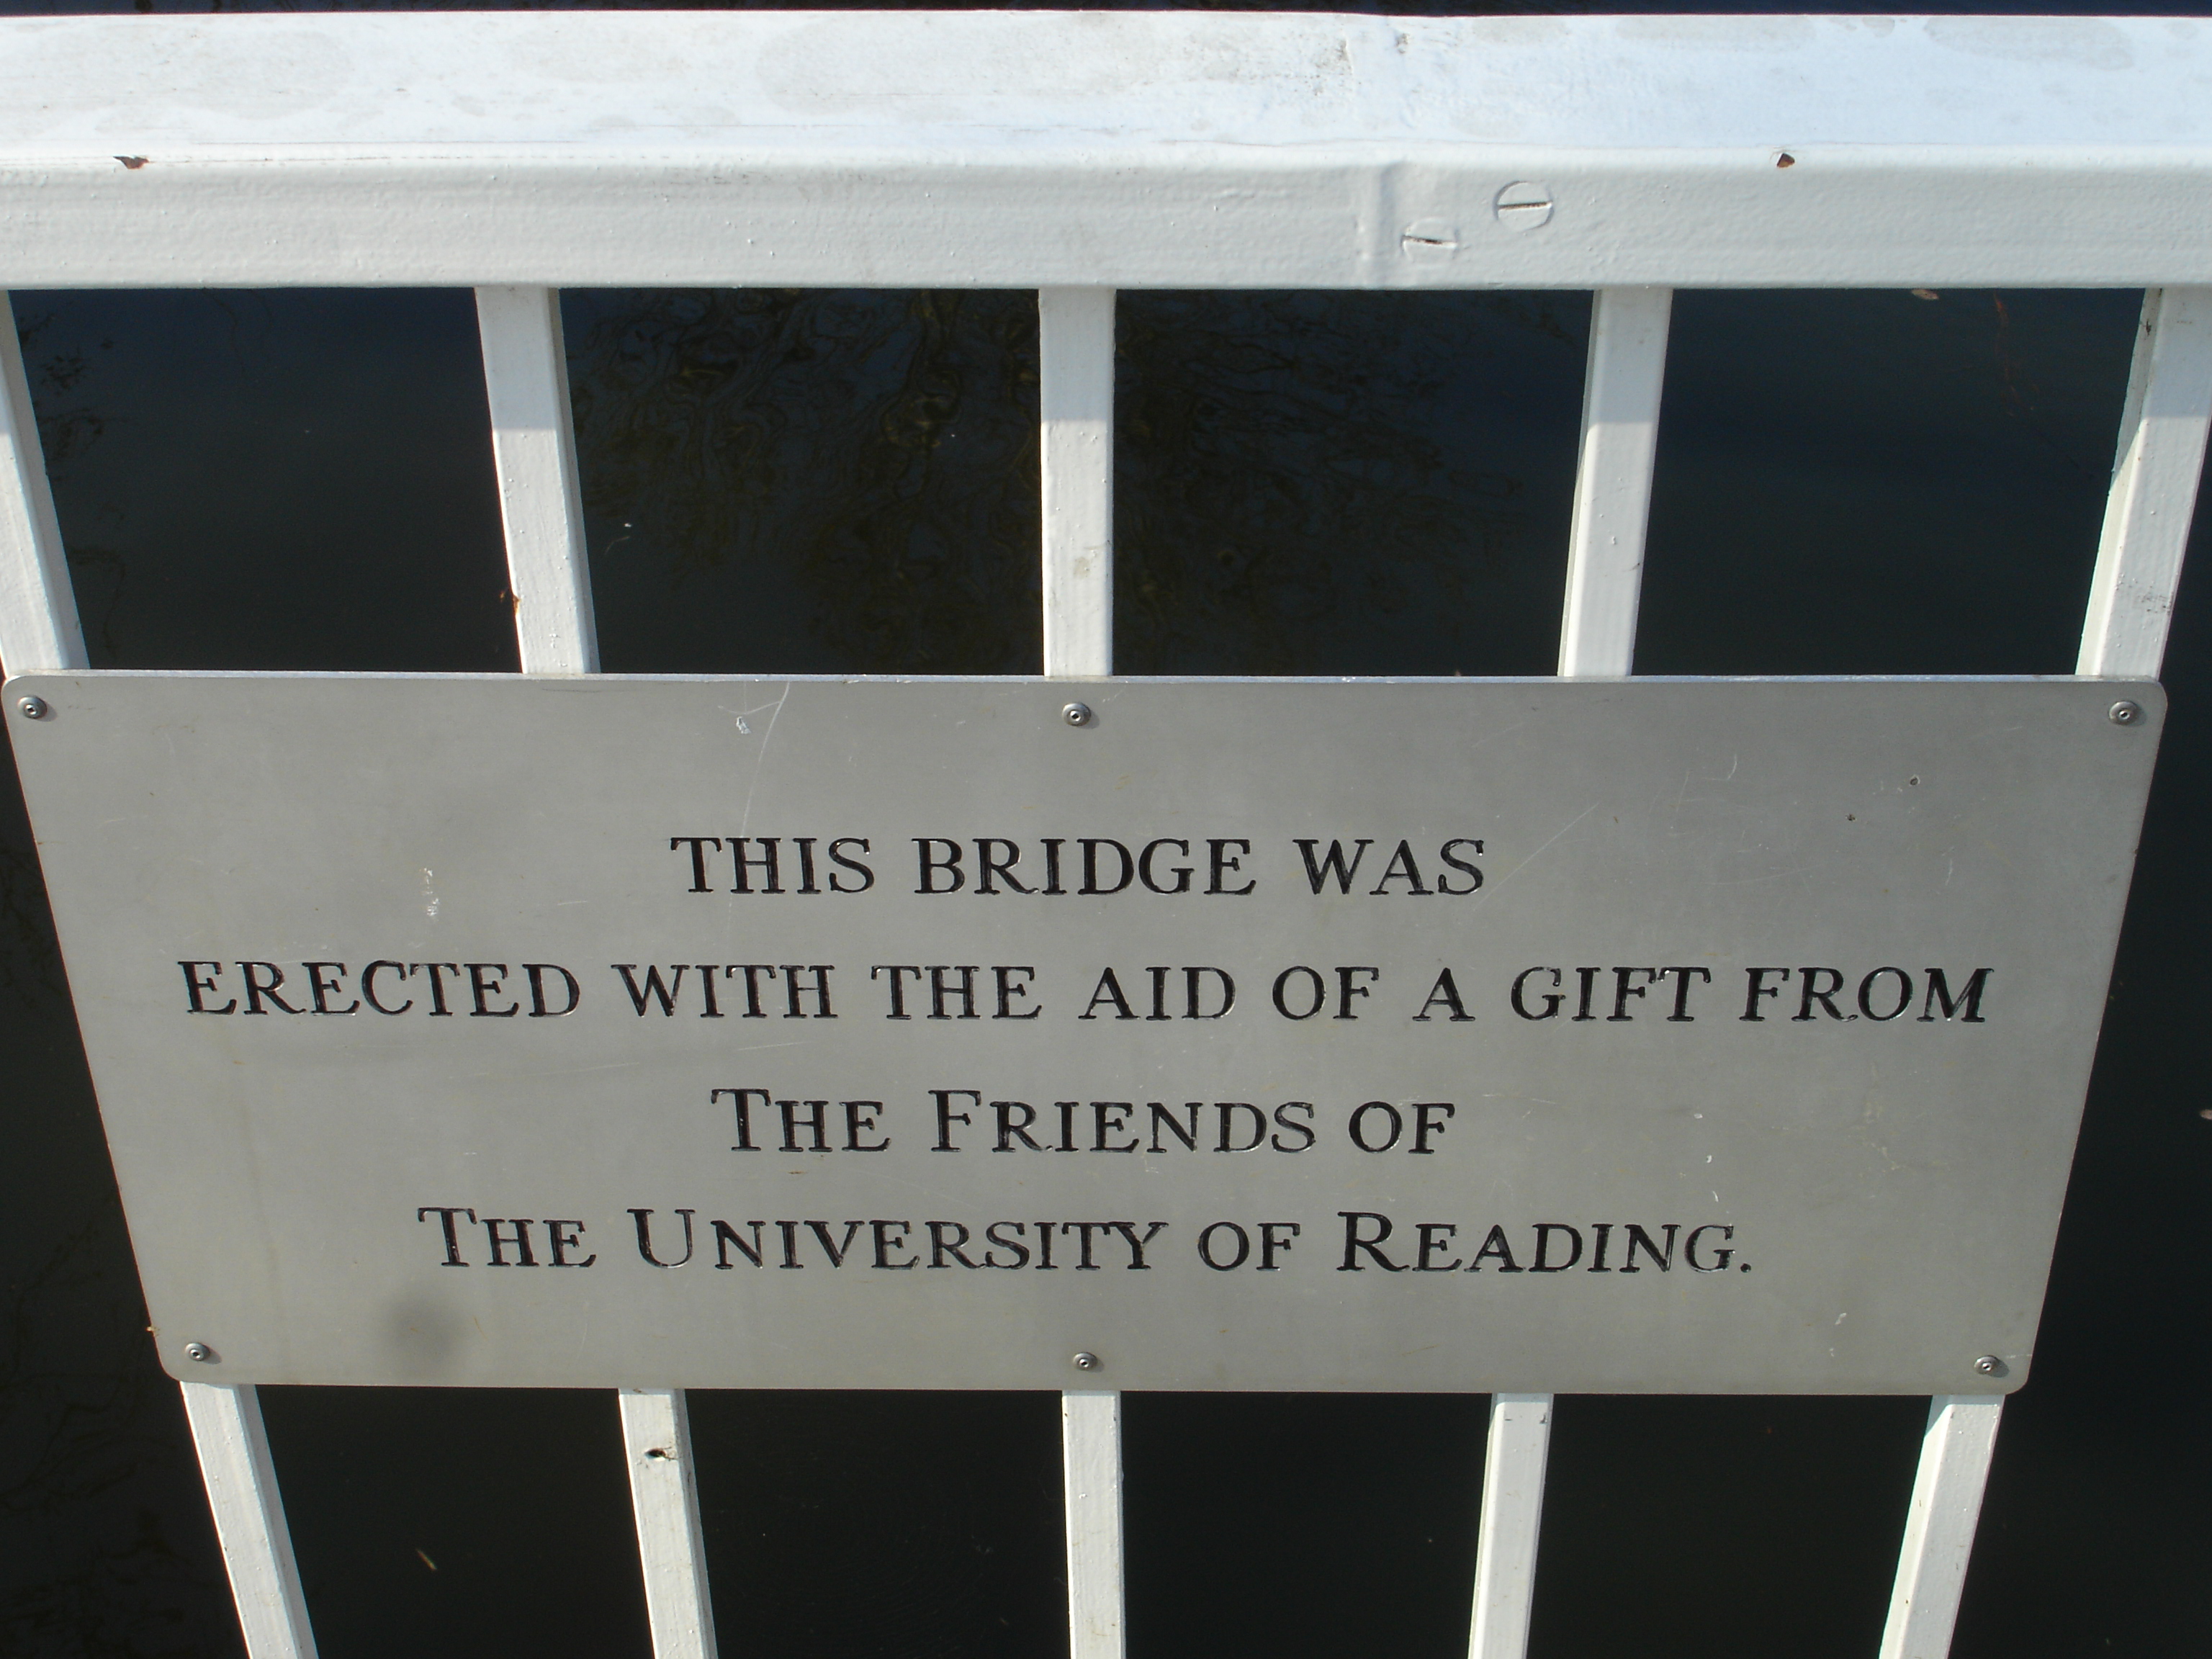 THIS BRIDGE WAS
ERECTED WITH THE AID OF A GIFT FROM
THE FRIENDS OF
THE UNIVERSITY OF READING.